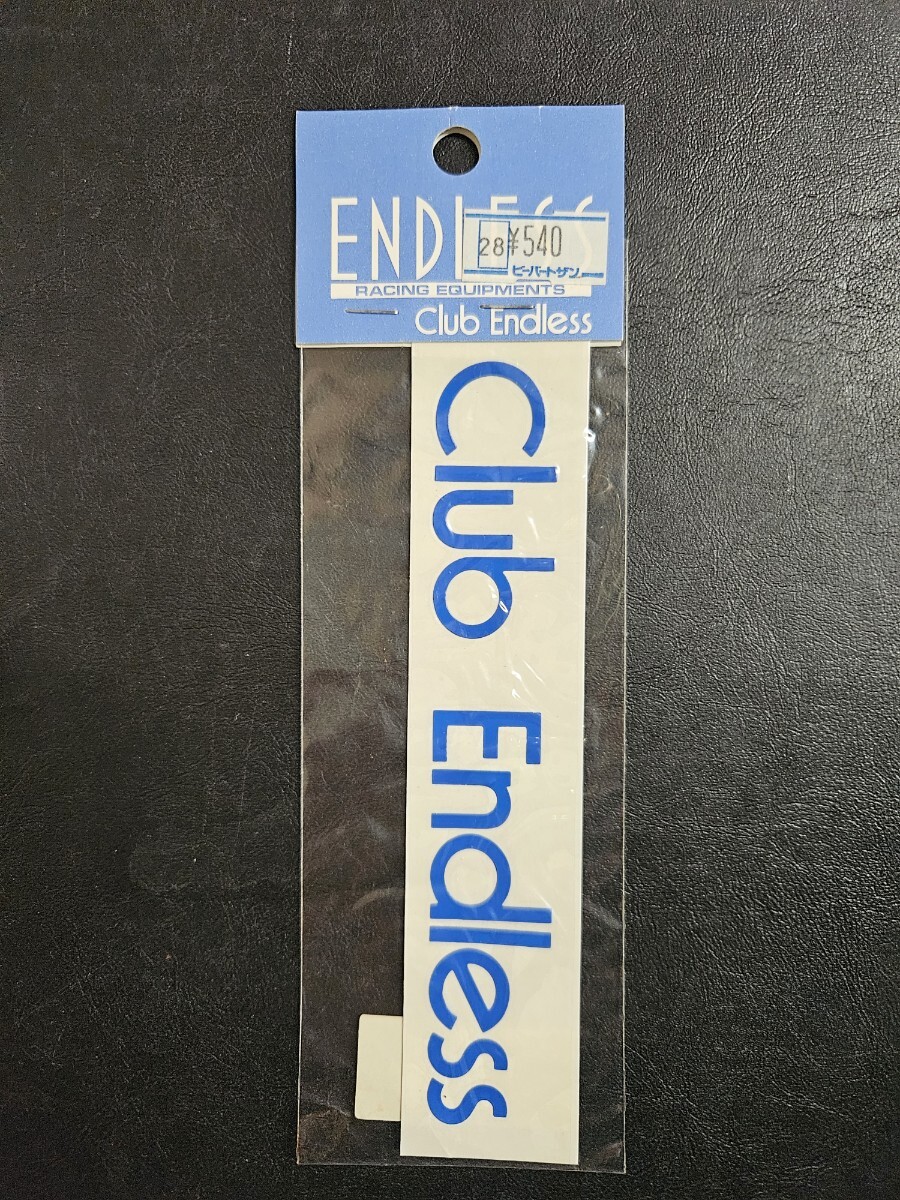 ENDLESS
28 ¥540
ビーバートザン
RACING EQUIPMENTS
Club Endless
Club Endless